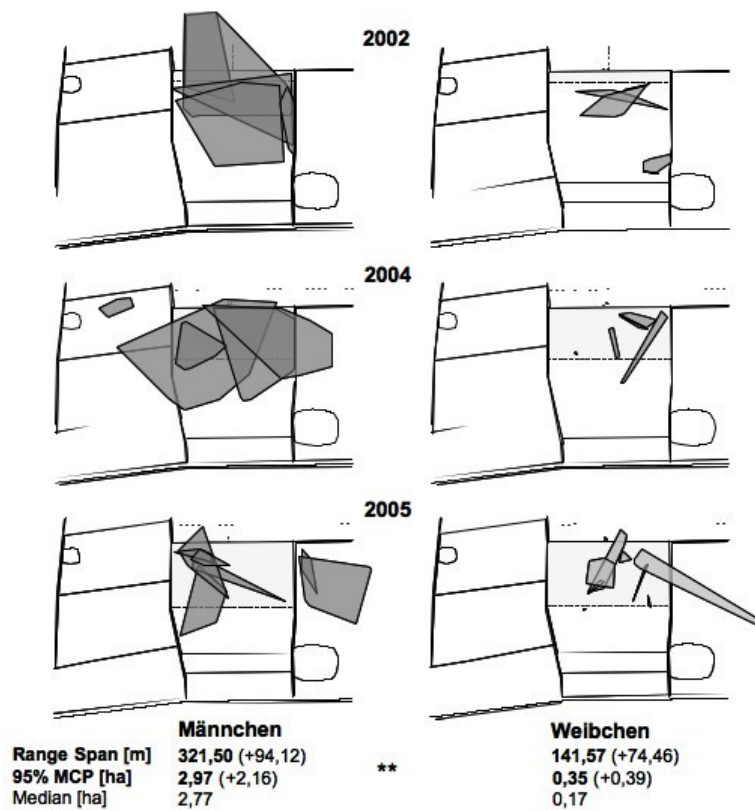 2002
2004
2005
Männchen Weibchen
Range Span [m] 321,50 (+94,12) 141,57 (+74,46)
95% MCP [ha] 2,97 (+2,16) ** 0,35 (+0,39)
Median [ha] 2,77 0,17